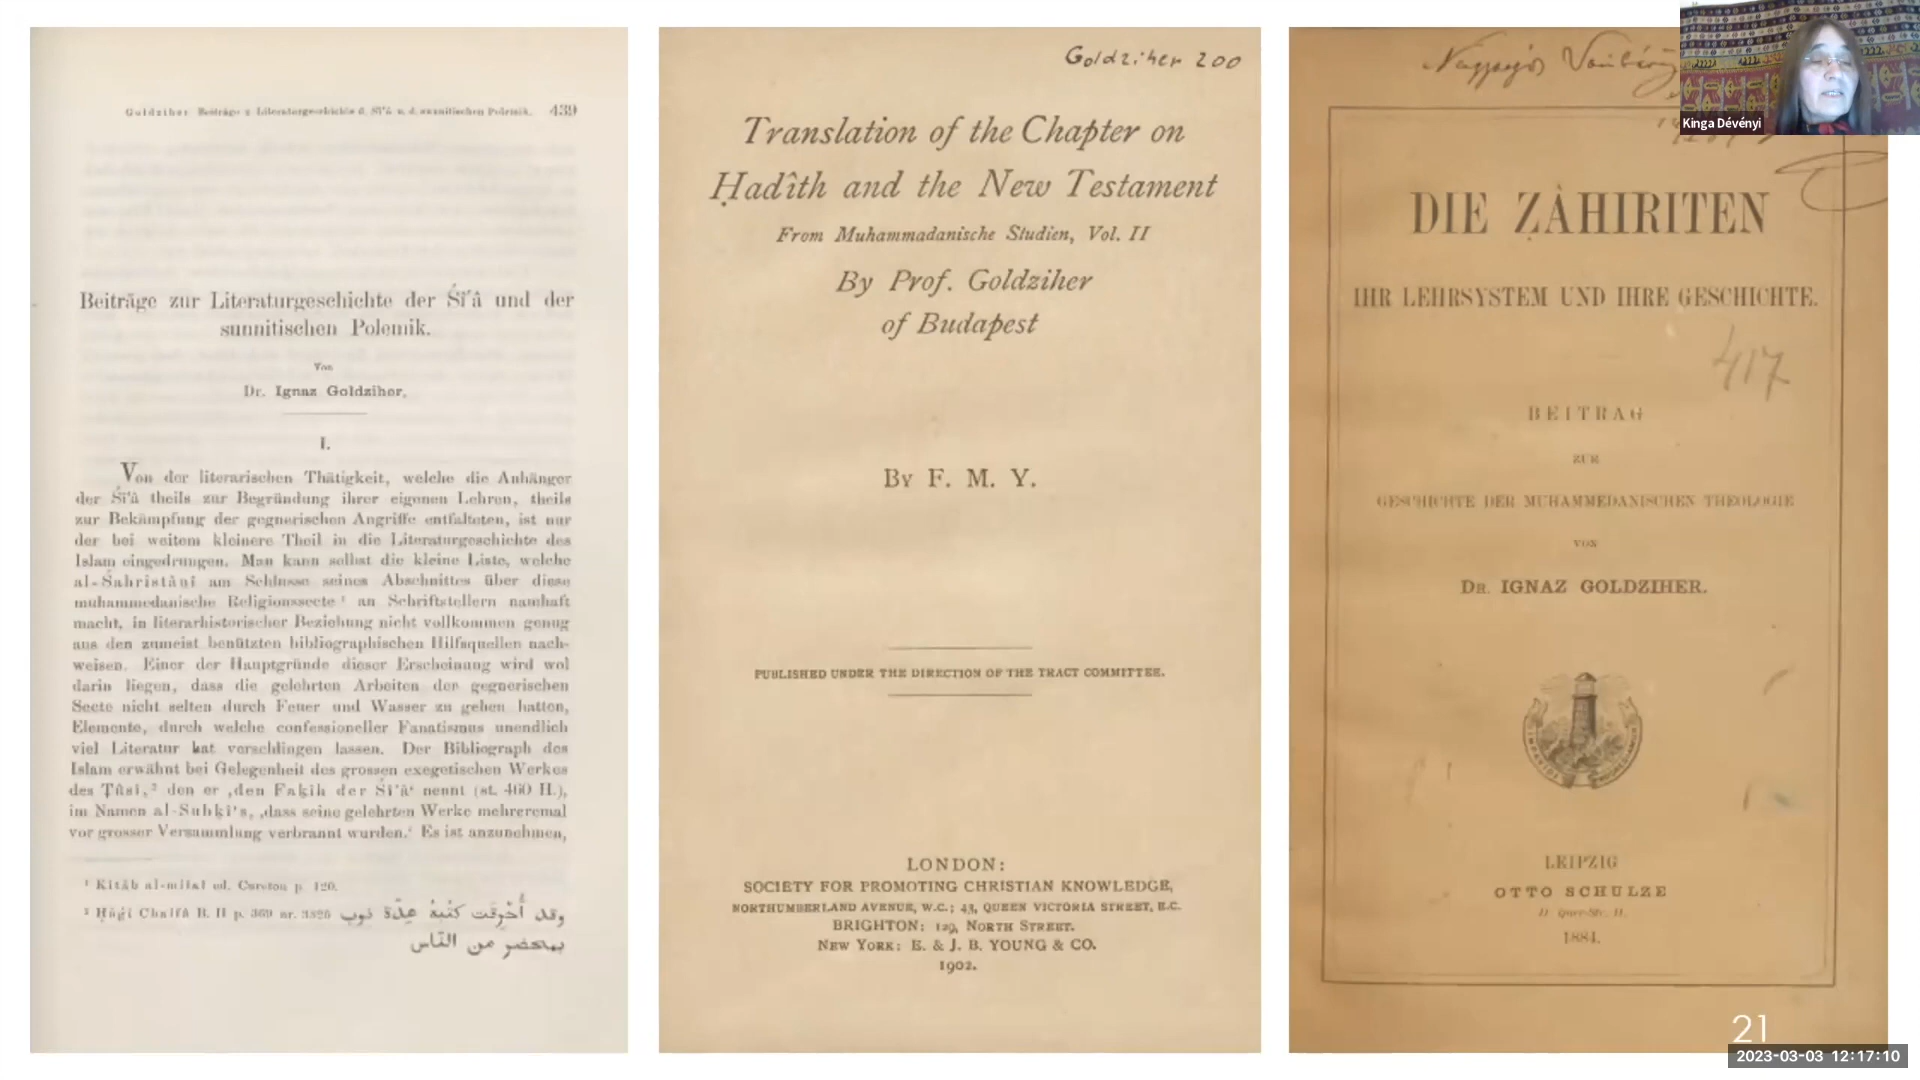 Goldziher Beiträge z Literaturgeschichte d. Šî'â u. d. sunnitischen Polemik. 439
Beiträge zur Literaturgeschichte der Šî'â und der
sunnitischen Polemik.
Von
Dr. Ignaz Goldziher.
I.
Von der literarischen Thätigkeit, welche die Anhänger
der Šî'â theils zur Begründung ihrer eigenen Lehren, theils
zur Bekämpfung der gegnerischen Angriffe entfalteten, ist nur
der bei weitem kleinere Theil in die Literaturgeschichte des
Islam eingedrungen. Man kann selbst die kleine Liste, welche
al-Šahristânî am Schlusse seines Abschnittes über diese
muhammedanische Religionssecte ¹ an Schriftstellern namhaft
macht, in literarhistorischer Beziehung nicht vollkommen genug
aus den zumeist benützten bibliographischen Hilfsquellen nach-
weisen. Einer der Hauptgründe dieser Erscheinung wird wol
darin liegen, dass die gelehrten Arbeiten der gegnerischen
Secte nicht selten durch Feuer und Wasser zu gehen hatten,
Elemente, durch welche confessioneller Fanatismus unendlich
viel Literatur hat verschlingen lassen. Der Bibliograph des
Islam erwähnt bei Gelegenheit des grossen exegetischen Werkes
des Ṭûsî,² den er ‚den Faḳîh der Šî'â‘ nennt (st. 460 H.),
im Namen al-Subkî's, ‚dass seine gelehrten Werke mehreremal
vor grosser Versammlung verbrannt wurden.‘ Es ist anzunehmen,
¹ Kitâb al-milal ed. Cureton p. 120.
² Ḥâǵî Chalfâ B. II p. 369 nr. وقد أُحْرِقت كُتْبُهُ عِدّة نوب
بمحضر من النّاس
Goldziher 200
Translation of the Chapter on
Ḥadîth and the New Testament
From Muhammadanische Studien, Vol. II
By Prof. Goldziher
of Budapest
By F. M. Y.
PUBLISHED UNDER THE DIRECTION OF THE TRACT COMMITTEE.
LONDON:
SOCIETY FOR PROMOTING CHRISTIAN KNOWLEDGE,
NORTHUMBERLAND AVENUE, W.C.; 43, QUEEN VICTORIA STREET, E.C.
BRIGHTON: 129, NORTH STREET.
NEW YORK: E. & J. B. YOUNG & CO.
1902.
DIE ẒÂHIRITEN
IHR LEHRSYSTEM UND IHRE GESCHICHTE.
417
BEITRAG
ZUR
GESCHICHTE DER MUHAMMEDANISCHEN THEOLOGIE
VON
DR. IGNAZ GOLDZIHER.
LEIPZIG
OTTO SCHULZE
11 Quer-Str. 11.
1884.
21
Kinga Dévényi
2023-03-03 12:17:10